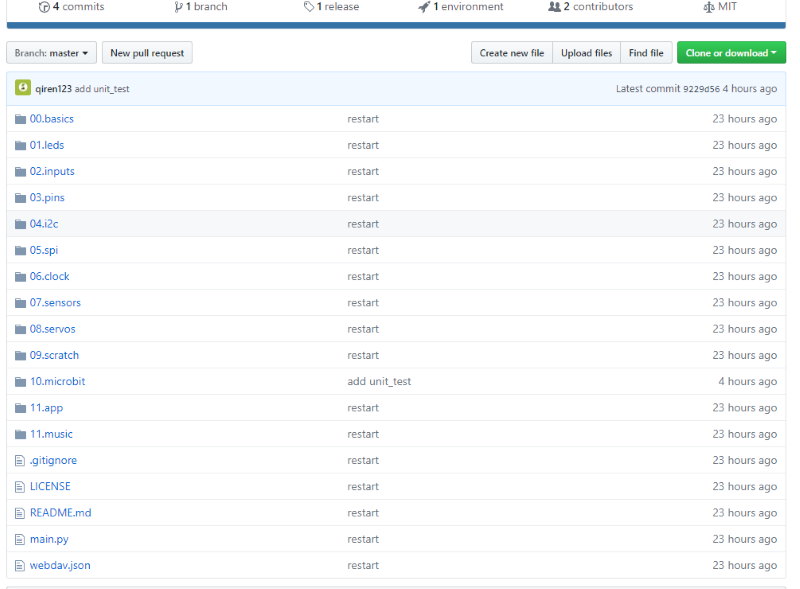 4 commits 1 branch 1 release 1 environment 2 contributors MIT
Branch: master New pull request Create new file Upload files Find file Clone or download
qiren123 add unit_test Latest commit 9229d56 4 hours ago
00.basics restart 23 hours ago
01.leds restart 23 hours ago
02.inputs restart 23 hours ago
03.pins restart 23 hours ago
04.i2c restart 23 hours ago
05.spi restart 23 hours ago
06.clock restart 23 hours ago
07.sensors restart 23 hours ago
08.servos restart 23 hours ago
09.scratch restart 23 hours ago
10.microbit add unit_test 4 hours ago
11.app restart 23 hours ago
11.music restart 23 hours ago
.gitignore restart 23 hours ago
LICENSE restart 23 hours ago
README.md restart 23 hours ago
main.py restart 23 hours ago
webdav.json restart 23 hours ago